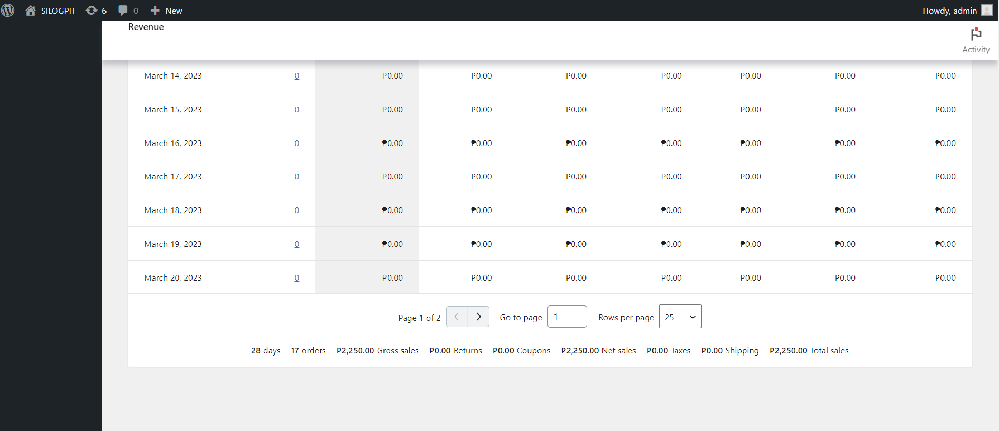 SILOGPH 6 0 New Howdy, admin
Revenue
Activity
March 14, 2023 0 ₱0.00 ₱0.00 ₱0.00 ₱0.00 ₱0.00 ₱0.00 ₱0.00
March 15, 2023 0 ₱0.00 ₱0.00 ₱0.00 ₱0.00 ₱0.00 ₱0.00 ₱0.00
March 16, 2023 0 ₱0.00 ₱0.00 ₱0.00 ₱0.00 ₱0.00 ₱0.00 ₱0.00
March 17, 2023 0 ₱0.00 ₱0.00 ₱0.00 ₱0.00 ₱0.00 ₱0.00 ₱0.00
March 18, 2023 0 ₱0.00 ₱0.00 ₱0.00 ₱0.00 ₱0.00 ₱0.00 ₱0.00
March 19, 2023 0 ₱0.00 ₱0.00 ₱0.00 ₱0.00 ₱0.00 ₱0.00 ₱0.00
March 20, 2023 0 ₱0.00 ₱0.00 ₱0.00 ₱0.00 ₱0.00 ₱0.00 ₱0.00
Page 1 of 2 Go to page 1 Rows per page 25
28 days 17 orders ₱2,250.00 Gross sales ₱0.00 Returns ₱0.00 Coupons ₱2,250.00 Net sales ₱0.00 Taxes ₱0.00 Shipping ₱2,250.00 Total sales